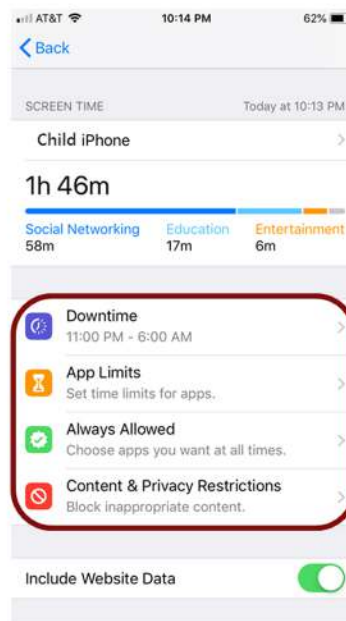 AT&T 10:14 PM 62%
Back
SCREEN TIME Today at 10:13 PM
Child iPhone
1h 46m
Social Networking Education Entertainment
58m 17m 6m
Downtime
11:00 PM - 6:00 AM
App Limits
Set time limits for apps.
Always Allowed
Choose apps you want at all times.
Content & Privacy Restrictions
Block inappropriate content.
Include Website Data